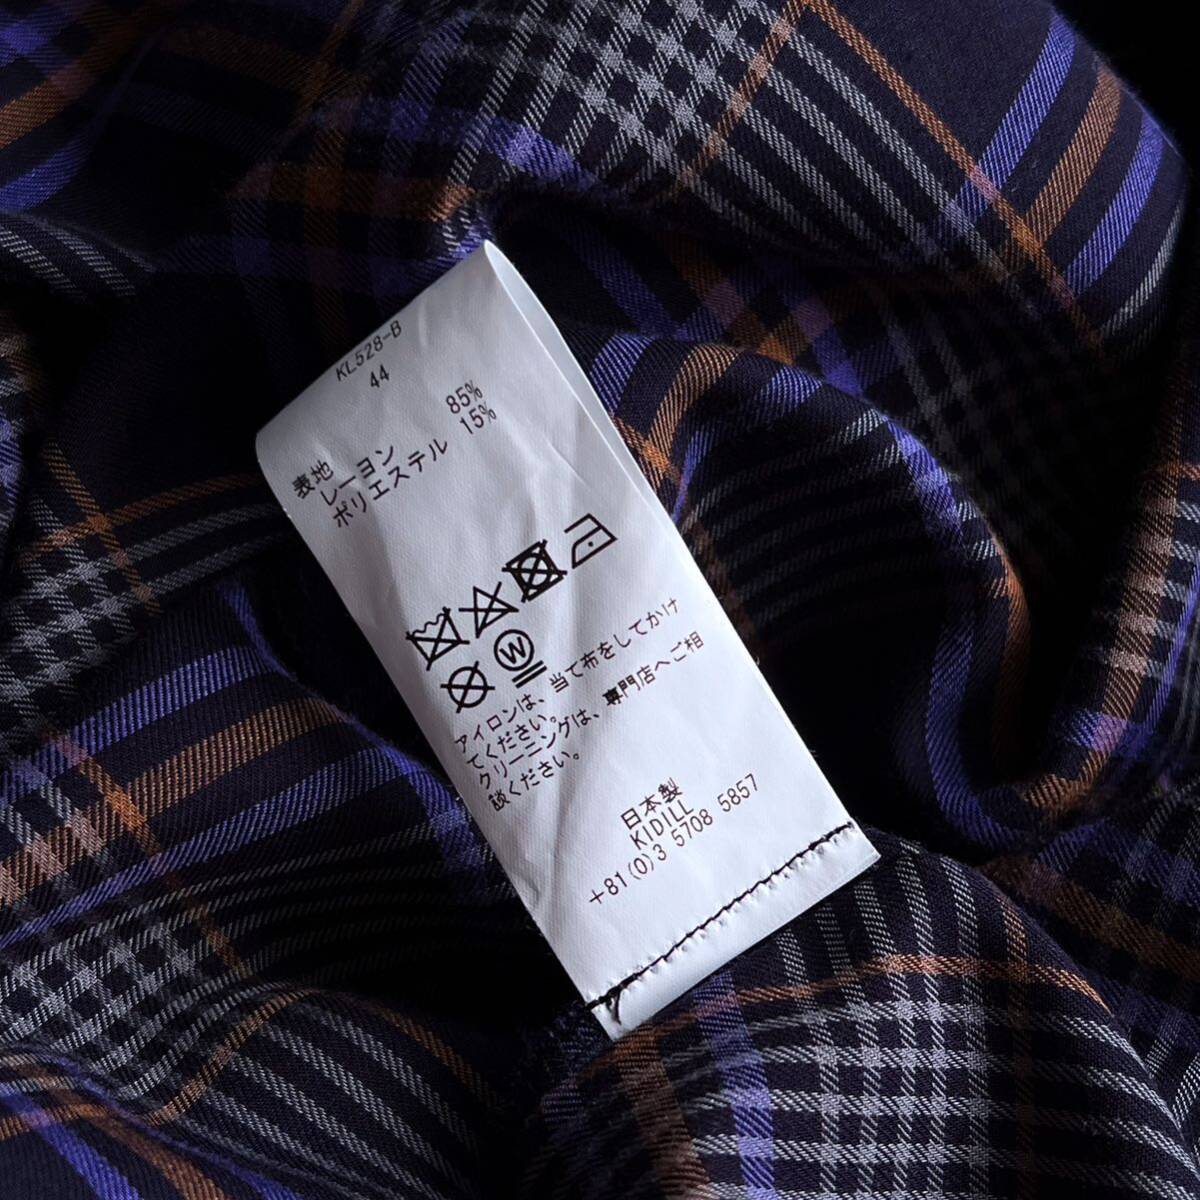 KL528-B
44
表地
レーヨン 85%
ポリエステル 15%
W
アイロンは、当て布をしてかけ
てください。
クリーニングは、専門店へご相
談ください。
日本製
KIDILL
+81(0)3 5708 5857